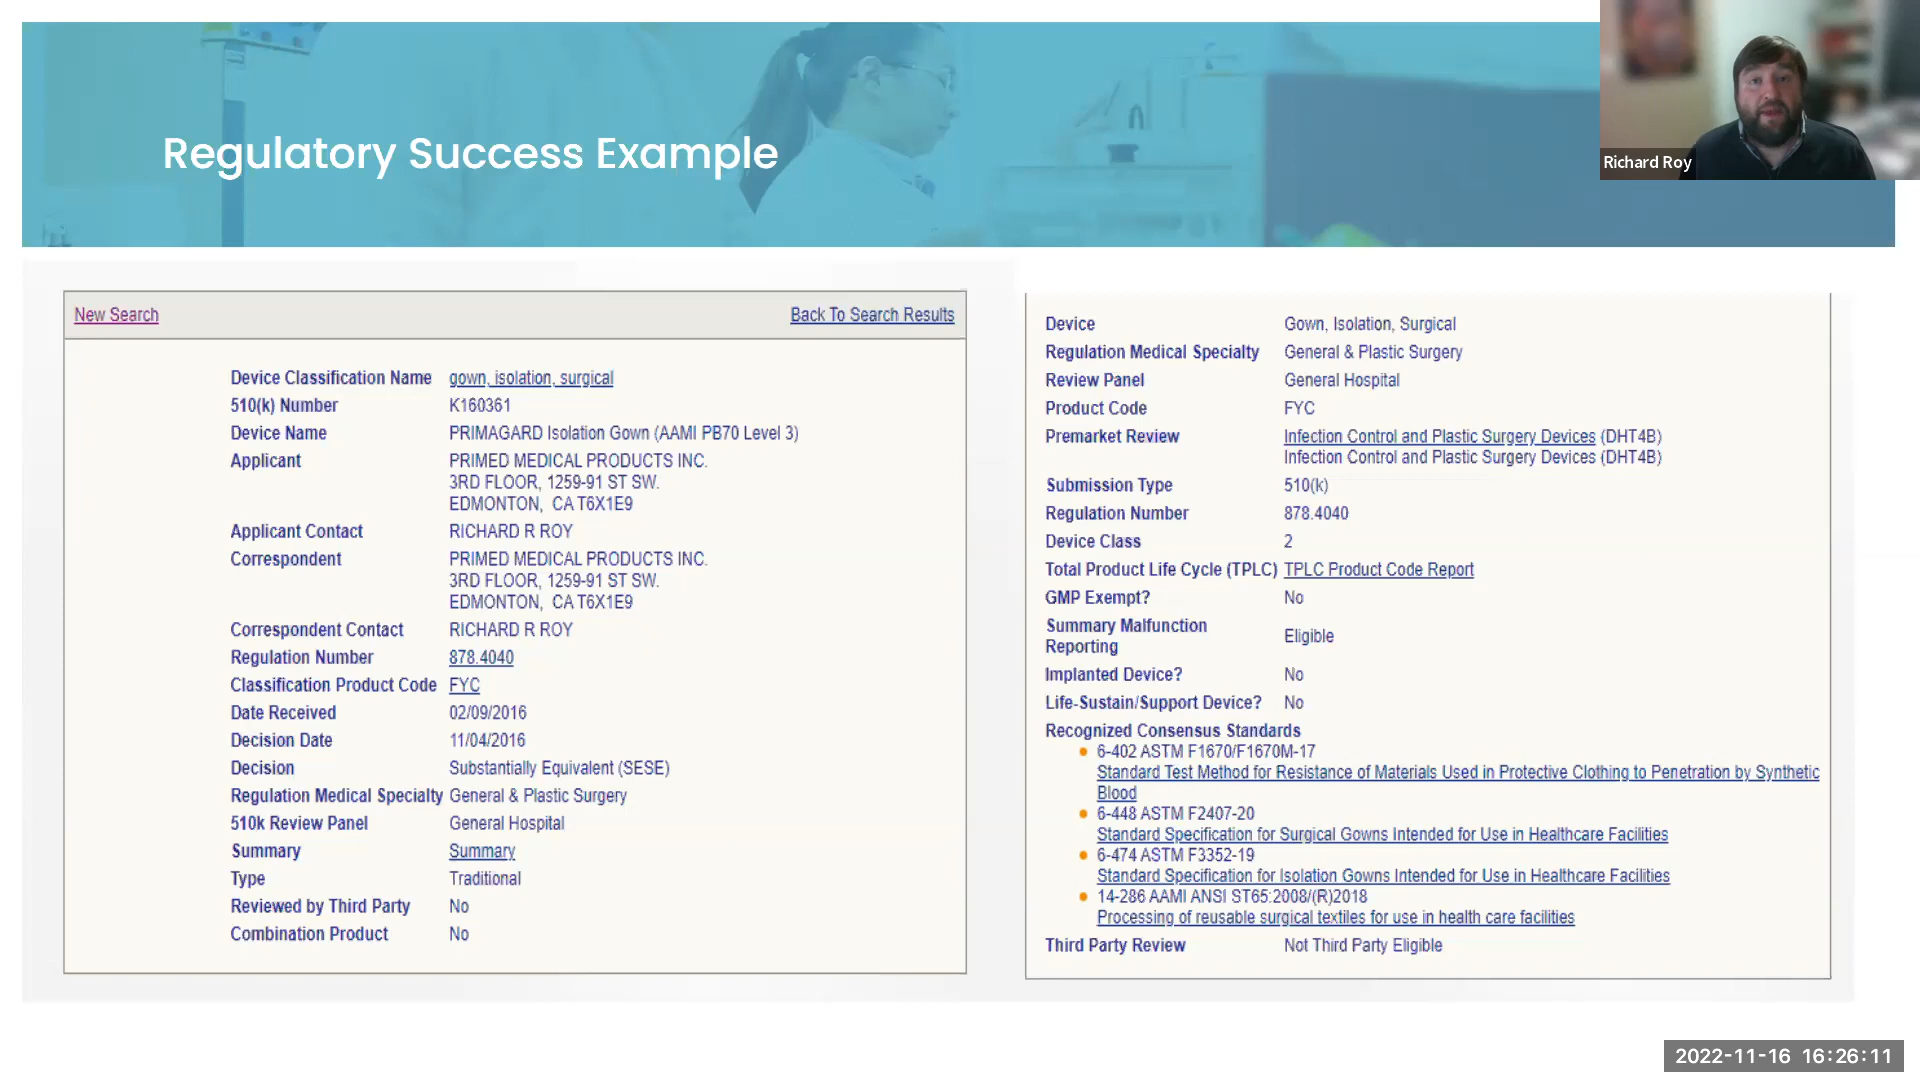 Regulatory Success Example
Richard Roy
New Search Back To Search Results
Device Classification Name gown, isolation, surgical
510(k) Number K160361
Device Name PRIMAGARD Isolation Gown (AAMI PB70 Level 3)
Applicant PRIMED MEDICAL PRODUCTS INC.
3RD FLOOR, 1259-91 ST SW.
EDMONTON, CA T6X1E9
Applicant Contact RICHARD R ROY
Correspondent PRIMED MEDICAL PRODUCTS INC.
3RD FLOOR, 1259-91 ST SW.
EDMONTON, CA T6X1E9
Correspondent Contact RICHARD R ROY
Regulation Number 878.4040
Classification Product Code FYC
Date Received 02/09/2016
Decision Date 11/04/2016
Decision Substantially Equivalent (SESE)
Regulation Medical Specialty General & Plastic Surgery
510k Review Panel General Hospital
Summary Summary
Type Traditional
Reviewed by Third Party No
Combination Product No
Device Gown, Isolation, Surgical
Regulation Medical Specialty General & Plastic Surgery
Review Panel General Hospital
Product Code FYC
Premarket Review Infection Control and Plastic Surgery Devices (DHT4B)
Infection Control and Plastic Surgery Devices (DHT4B)
Submission Type 510(k)
Regulation Number 878.4040
Device Class 2
Total Product Life Cycle (TPLC) TPLC Product Code Report
GMP Exempt? No
Summary Malfunction
Reporting Eligible
Implanted Device? No
Life-Sustain/Support Device? No
Recognized Consensus Standards
6-402 ASTM F1670/F1670M-17
Standard Test Method for Resistance of Materials Used in Protective Clothing to Penetration by Synthetic
Blood
6-448 ASTM F2407-20
Standard Specification for Surgical Gowns Intended for Use in Healthcare Facilities
6-474 ASTM F3352-19
Standard Specification for Isolation Gowns Intended for Use in Healthcare Facilities
14-286 AAMI ANSI ST65:2008/(R)2018
Processing of reusable surgical textiles for use in health care facilities
Third Party Review Not Third Party Eligible
2022-11-16 16:26:11